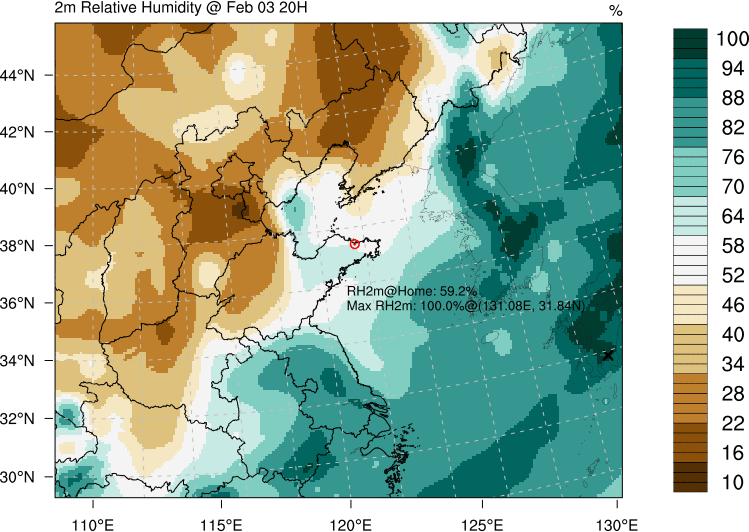 2m Relative Humidity @ Feb 03 20H
%
44°N
42°N
40°N
38°N
36°N
34°N
32°N
30°N
110°E
115°E
120°E
125°E
130°E
RH2m@Home: 59.2%
Max RH2m: 100.0%@(131.08E, 31.84N)
100
94
88
82
76
70
64
58
52
46
40
34
28
22
16
10